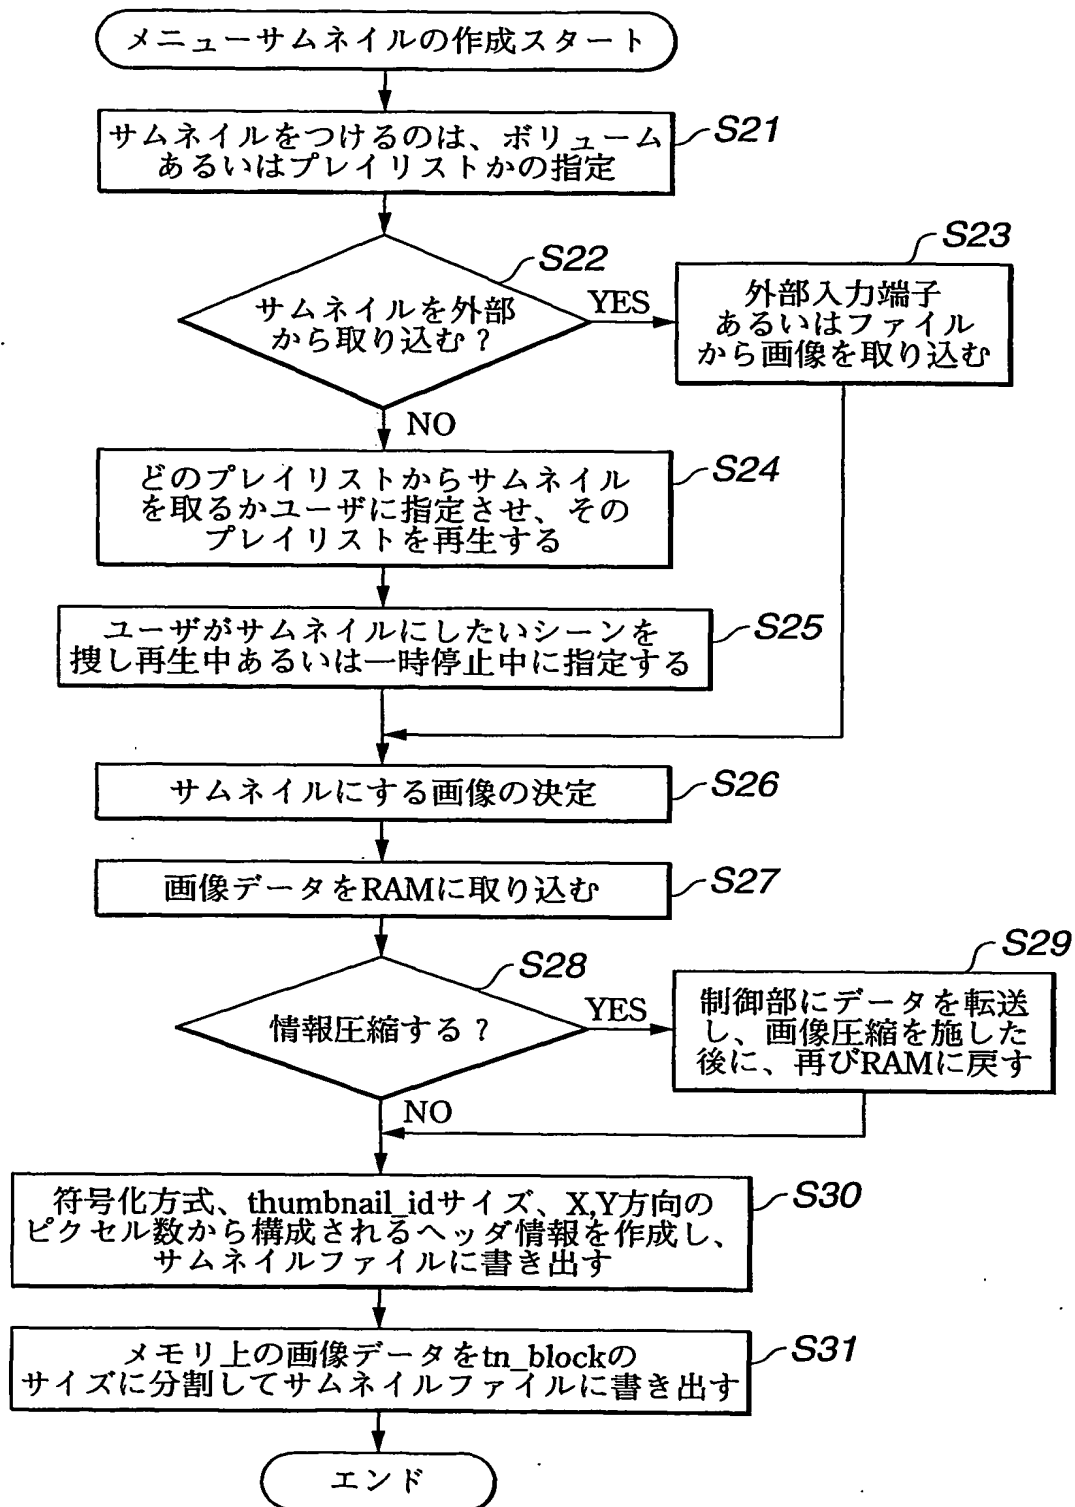 メニューサムネイルの作成スタート
サムネイルをつけるのは、ボリューム
あるいはプレイリストかの指定
S21
サムネイルを外部
から取り込む?
S22
YES
外部入力端子
あるいはファイル
から画像を取り込む
S23
NO
どのプレイリストからサムネイル
を取るかユーザに指定させ、その
プレイリストを再生する
S24
ユーザがサムネイルにしたいシーンを
捜し再生中あるいは一時停止中に指定する
S25
サムネイルにする画像の決定
S26
画像データをRAMに取り込む
S27
情報圧縮する?
S28
YES
制御部にデータを転送
し、画像圧縮を施した
後に、再びRAMに戻す
S29
NO
符号化方式、thumbnail_idサイズ、X,Y方向の
ピクセル数から構成されるヘッダ情報を作成し、
サムネイルファイルに書き出す
S30
メモリ上の画像データをtn_blockの
サイズに分割してサムネイルファイルに書き出す
S31
エンド